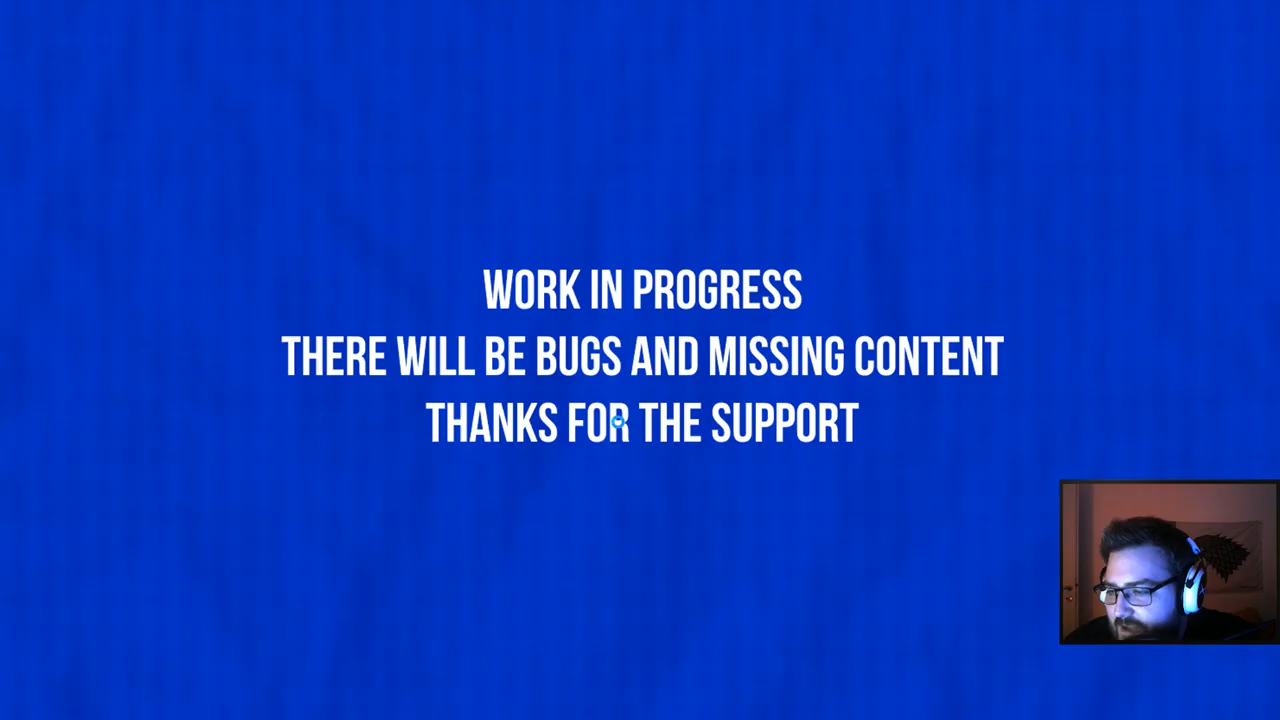 WORK IN PROGRESS
THERE WILL BE BUGS AND MISSING CONTENT
THANKS FOR THE SUPPORT